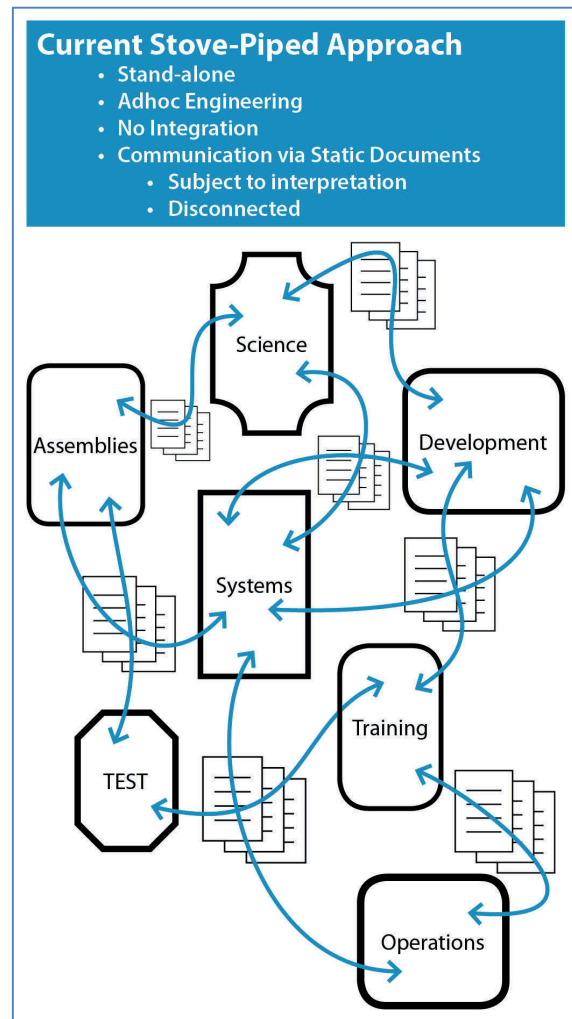 Current Stove-Piped Approach
• Stand-alone
• Adhoc Engineering
• No Integration
• Communication via Static Documents
• Subject to interpretation
• Disconnected
Science
Assemblies
Development
Systems
Training
TEST
Operations